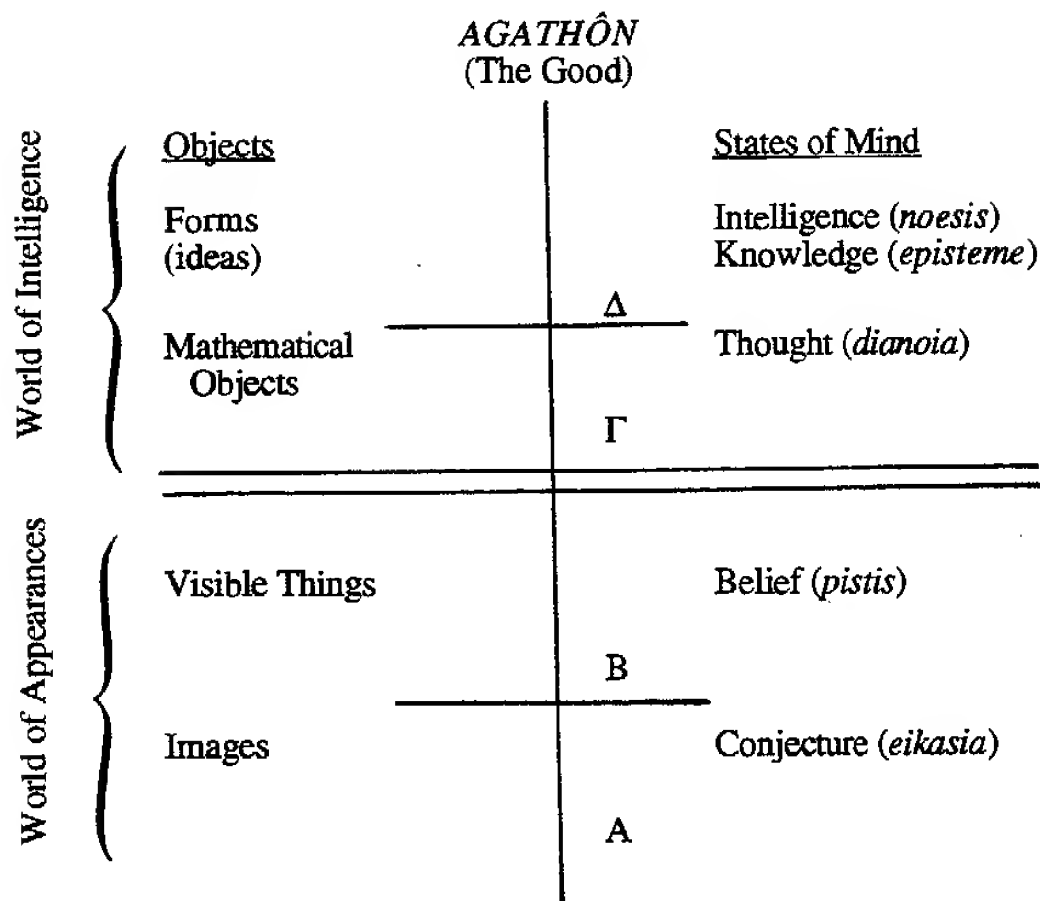 AGATHÔN
(The Good)
World of Intelligence
Objects
States of Mind
Forms
(ideas)
Intelligence (noesis)
Knowledge (episteme)
Δ
Mathematical
Objects
Thought (dianoia)
Γ
World of Appearances
Visible Things
Belief (pistis)
B
Images
Conjecture (eikasia)
A